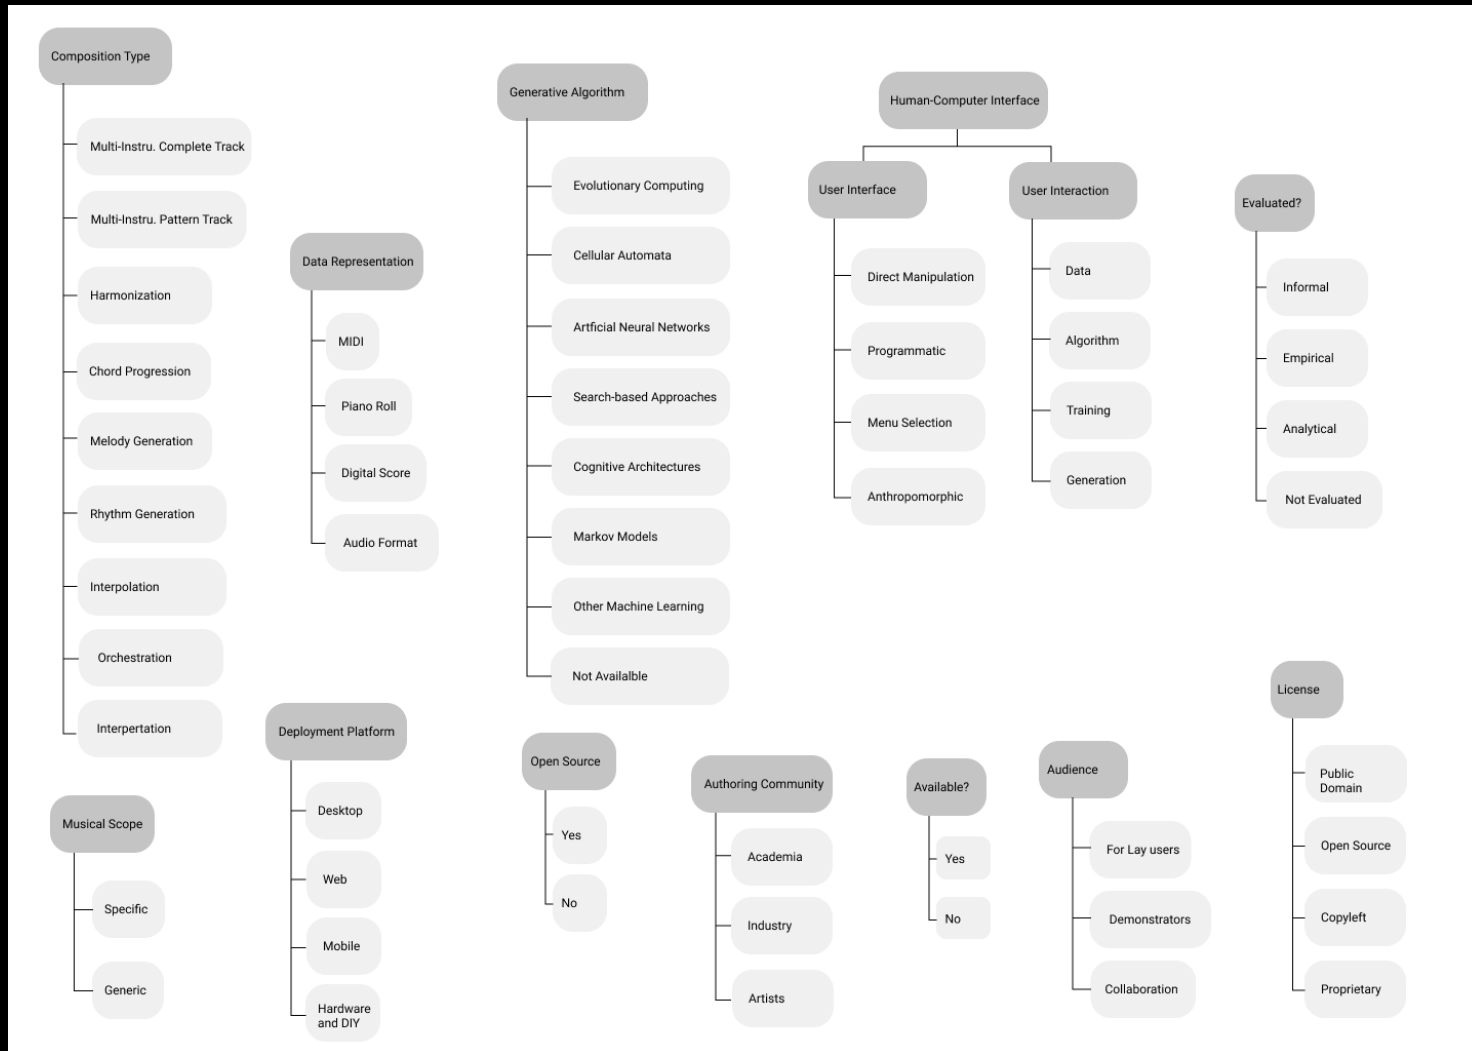 Composition Type
Multi-Instru. Complete Track
Multi-Instru. Pattern Track
Harmonization
Chord Progression
Melody Generation
Rhythm Generation
Interpolation
Orchestration
Interpertation
Musical Scope
Specific
Generic
Data Representation
MIDI
Piano Roll
Digital Score
Audio Format
Deployment Platform
Desktop
Web
Mobile
Hardware
and DIY
Generative Algorithm
Evolutionary Computing
Cellular Automata
Artficial Neural Networks
Search-based Approaches
Cognitive Architectures
Markov Models
Other Machine Learning
Not Availalble
Open Source
Yes
No
Authoring Community
Academia
Industry
Artists
Human-Computer Interface
User Interface
Direct Manipulation
Programmatic
Menu Selection
Anthropomorphic
User Interaction
Data
Algorithm
Training
Generation
Available?
Yes
No
Audience
For Lay users
Demonstrators
Collaboration
Evaluated?
Informal
Empirical
Analytical
Not Evaluated
License
Public
Domain
Open Source
Copyleft
Proprietary